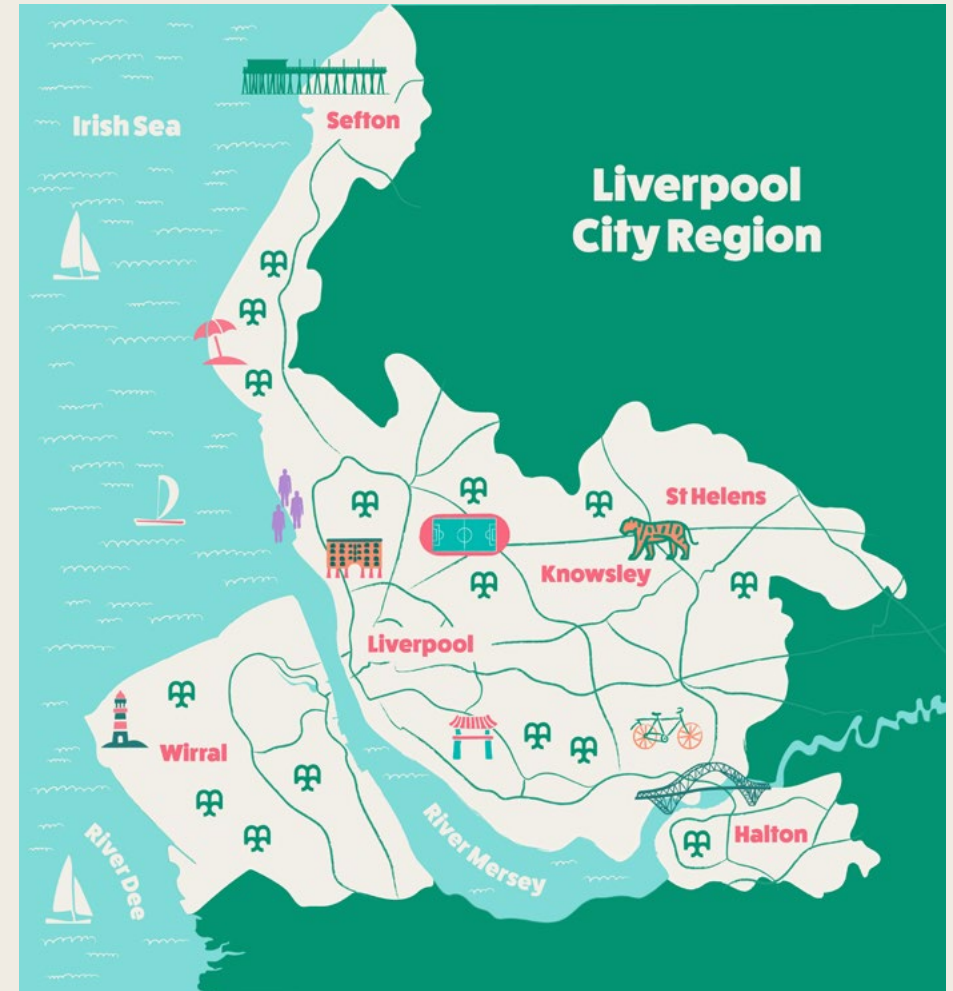 Irish Sea
Sefton
Liverpool
City Region
St Helens
Knowsley
Liverpool
Wirral
River Dee
River Mersey
Halton